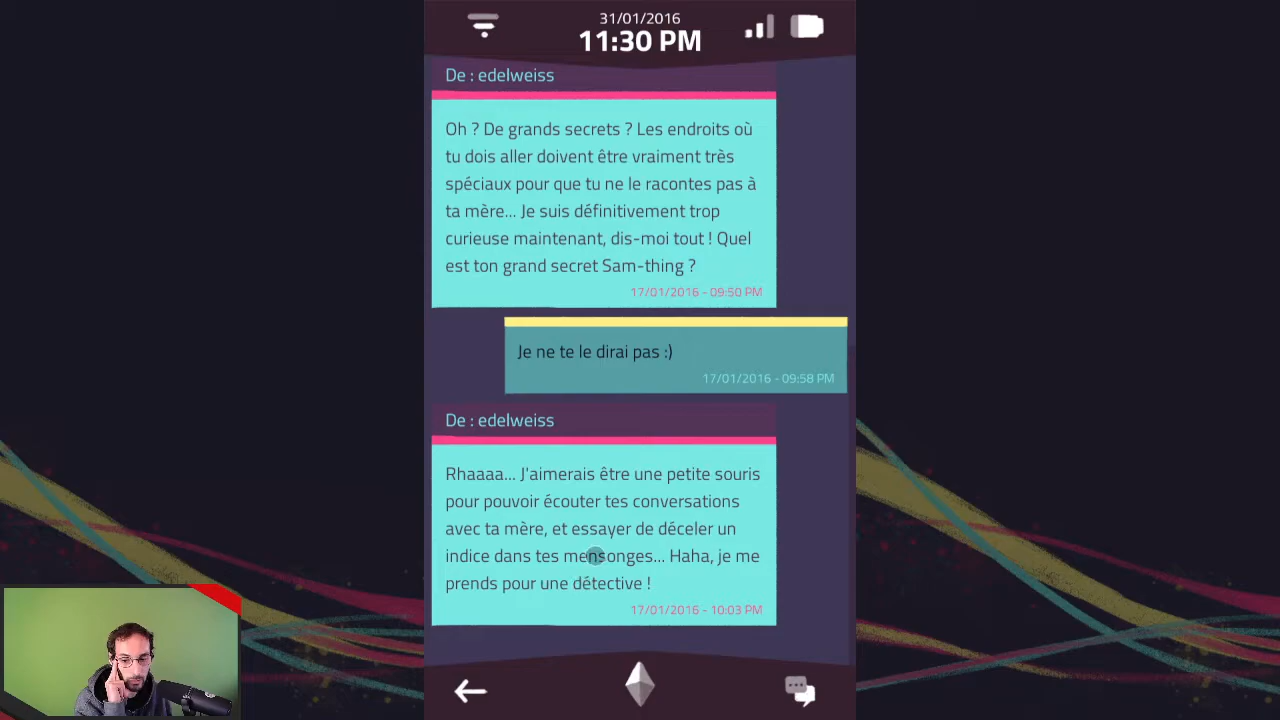 31/01/2016
11:30 PM
De : edelweiss
Oh ? De grands secrets ? Les endroits où
tu dois aller doivent être vraiment très
spéciaux pour que tu ne le racontes pas à
ta mère... Je suis définitivement trop
curieuse maintenant, dis-moi tout ! Quel
est ton grand secret Sam-thing ?
17/01/2016 - 09:50 PM
Je ne te le dirai pas :)
17/01/2016 - 09:58 PM
De : edelweiss
Rhaaaa... J'aimerais être une petite souris
pour pouvoir écouter tes conversations
avec ta mère, et essayer de déceler un
indice dans tes mensonges... Haha, je me
prends pour une détective !
17/01/2016 - 10:03 PM